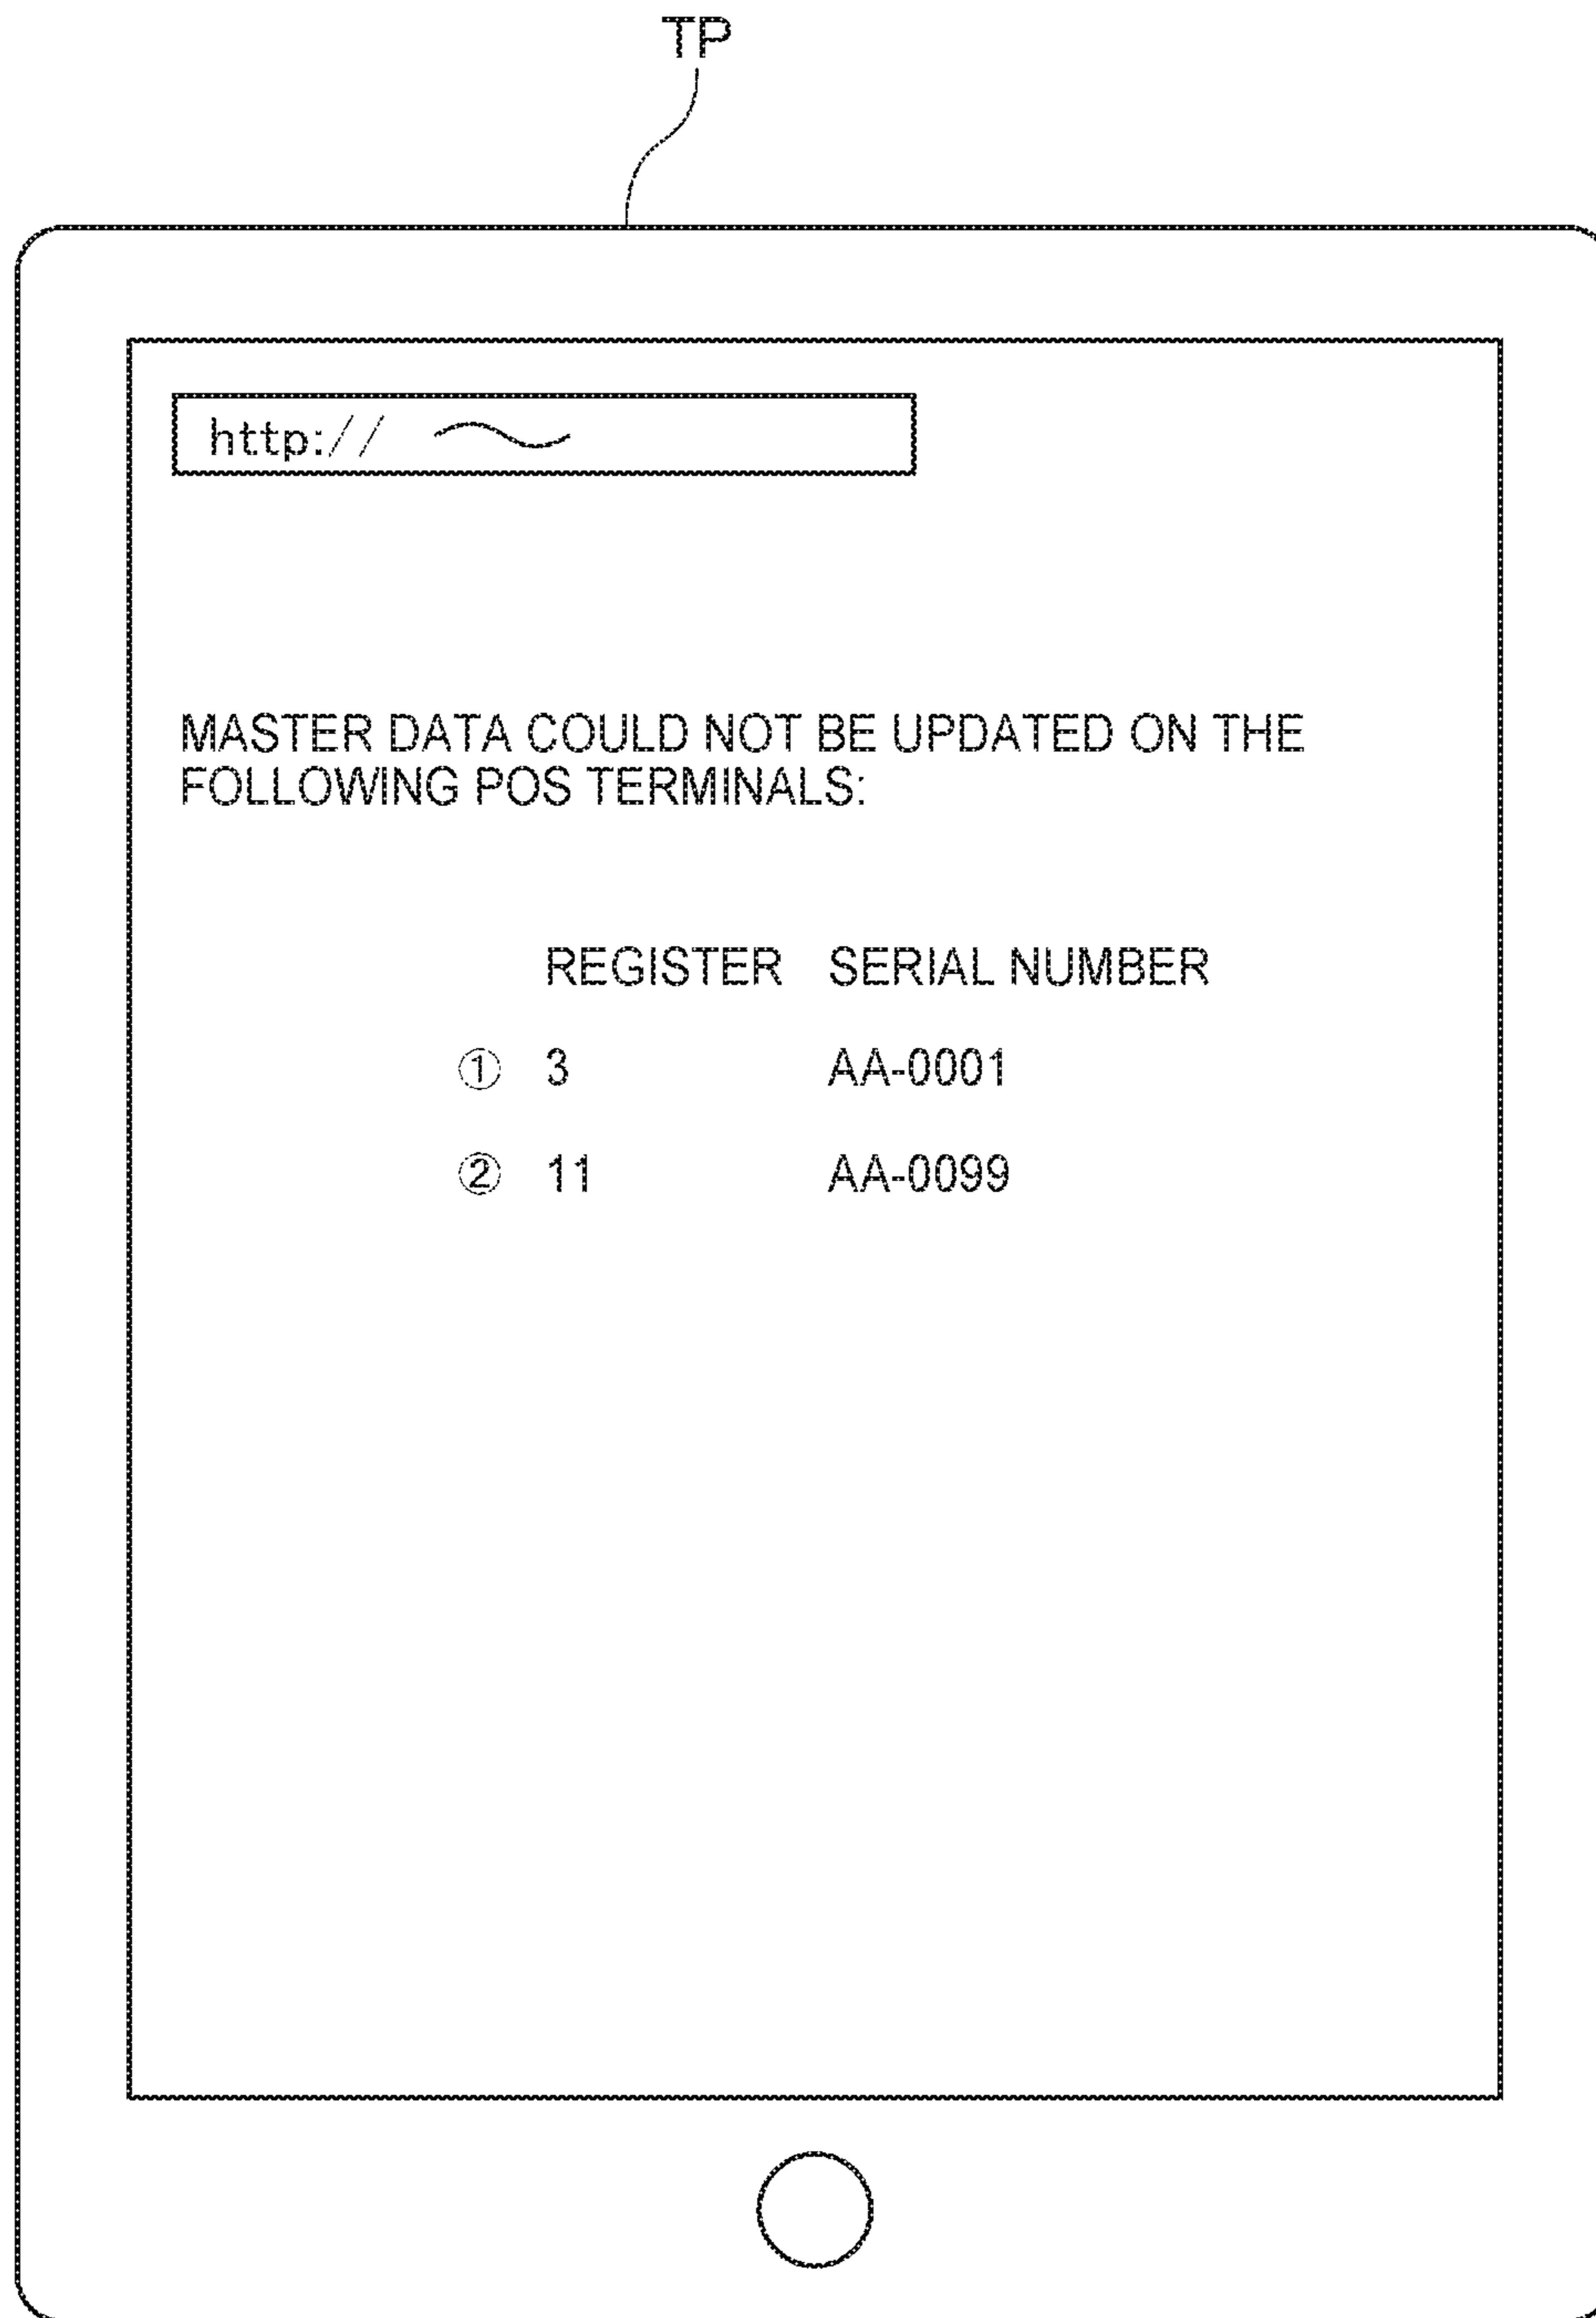 TP
http://
MASTER DATA COULD NOT BE UPDATED ON THE
FOLLOWING POS TERMINALS:
REGISTER SERIAL NUMBER
① 3 AA-0001
② 11 AA-0099